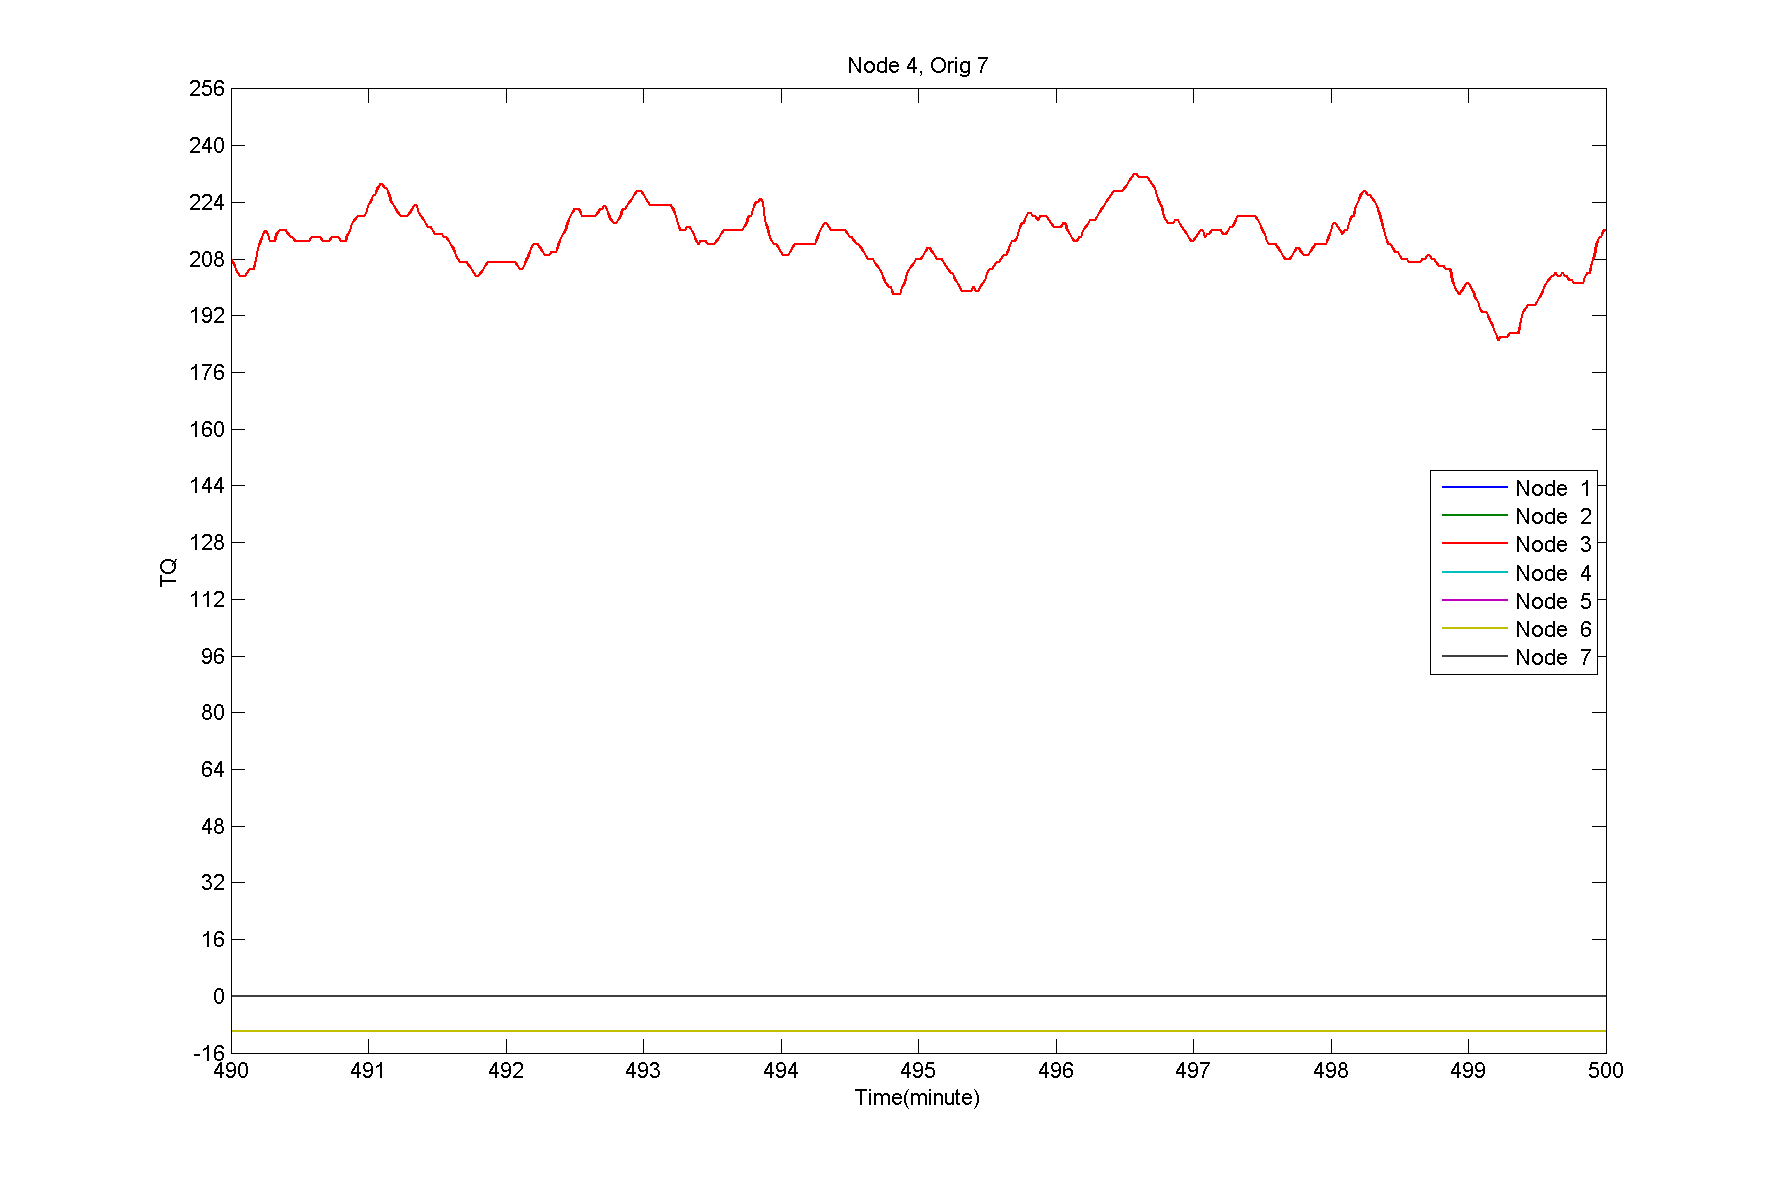 Node 4, Orig 7
256
240
224
208
192
176
160
144
128
112
96
80
64
48
32
16
0
-16
TQ
Node 1
Node 2
Node 3
Node 4
Node 5
Node 6
Node 7
490 491 492 493 494 495 496 497 498 499 500
Time(minute)